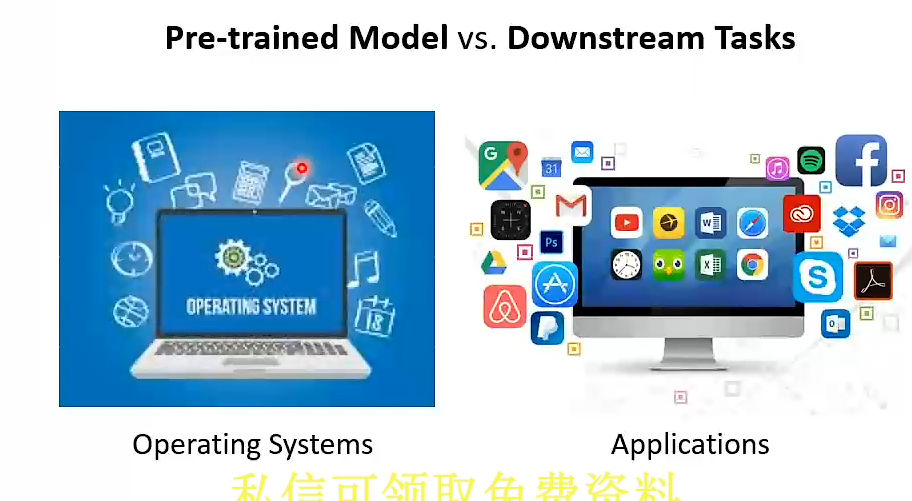 Pre-trained Model vs. Downstream Tasks
OPERATING SYSTEM
G
31
Ps
Operating Systems
Applications
私信可领取免费资料